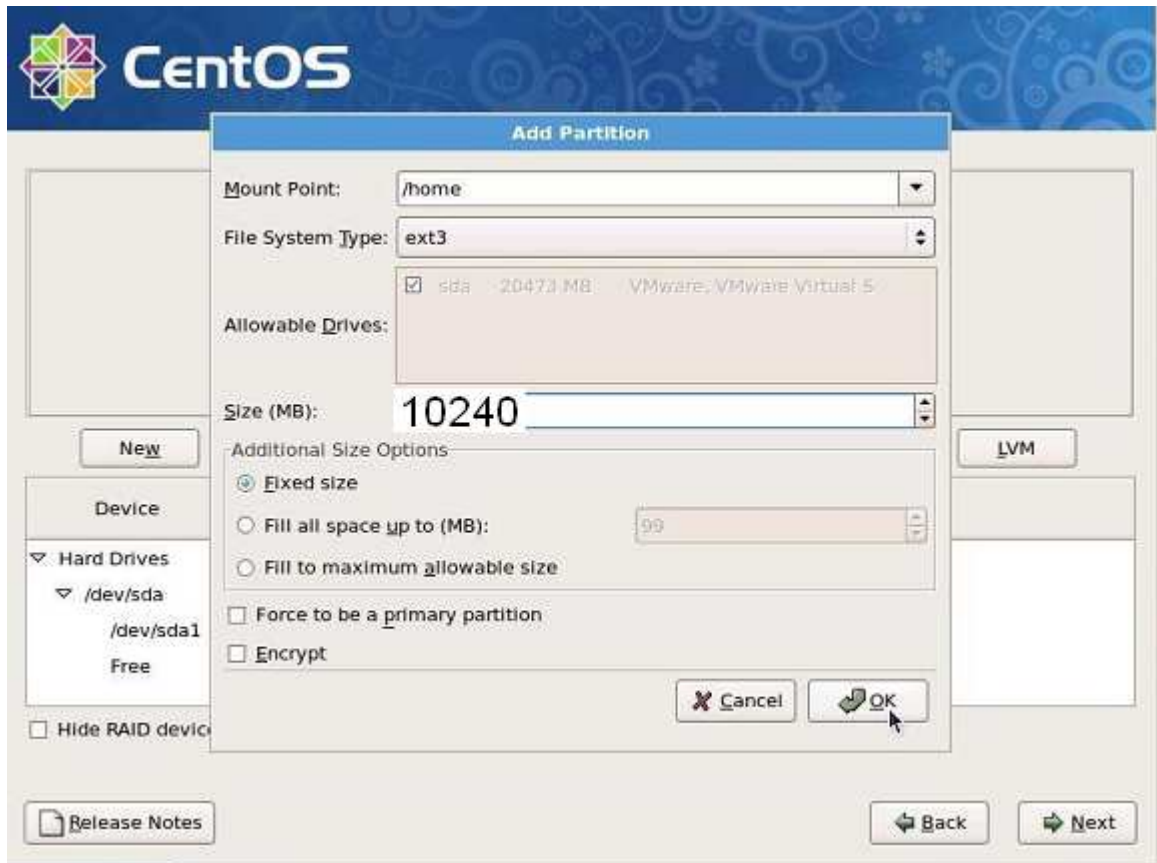 CentOS
Add Partition
Mount Point: /home
File System Type: ext3
sda 20473 MB VMware, VMware Virtual S
Allowable Drives:
Size (MB): 10240
New
LVM
Additional Size Options
Fixed size
Device
Fill all space up to (MB): 99
Hard Drives
Fill to maximum allowable size
/dev/sda
Force to be a primary partition
/dev/sda1
Encrypt
Free
Cancel OK
Hide RAID devic
Release Notes Back Next